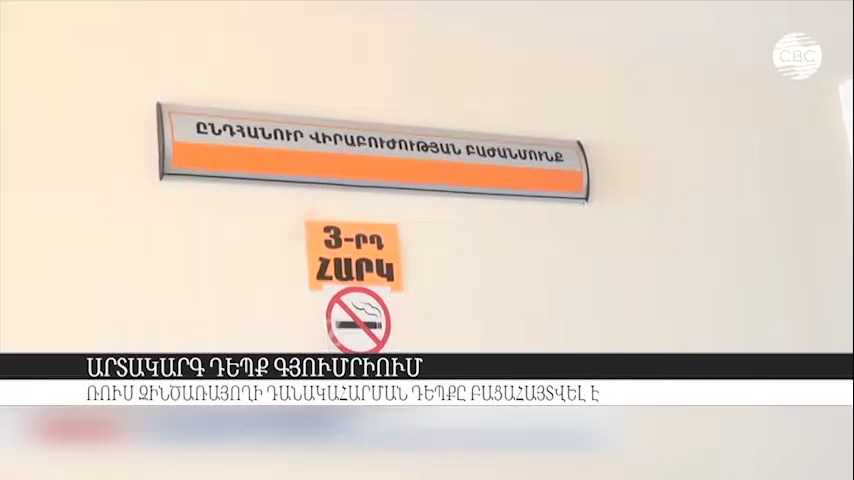 CBC
ԸՆԴՀԱՆՈՒՐ ՎԻՐԱԲՈՒԺՈՒԹՅԱՆ ԲԱԺԱՆՄՈՒՆՔ
3-ՐԴ
ՀԱՐԿ
ԱՐՏԱԿԱՐԳ ԴԵՊՔ ԳՅՈՒՄՐԻՈՒՄ
ՌՈՒՍ ԶԻՆԾԱՌԱՅՈՂԻ ԴԱՆԱԿԱՀԱՐՄԱՆ ԴԵՊՔԸ ԲԱՑԱՀԱՅՏՎԵԼ Է